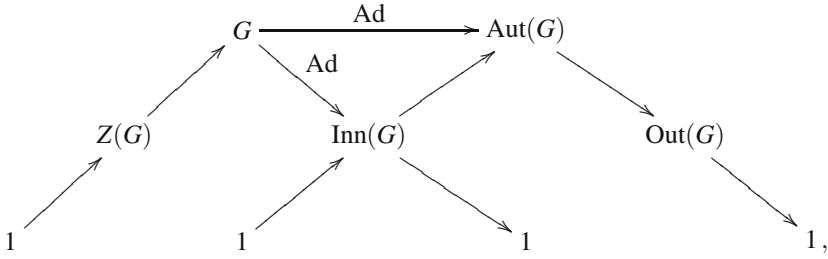 Ad
G Aut(G)
Ad
Z(G) Inn(G) Out(G)
1 1 1 1,